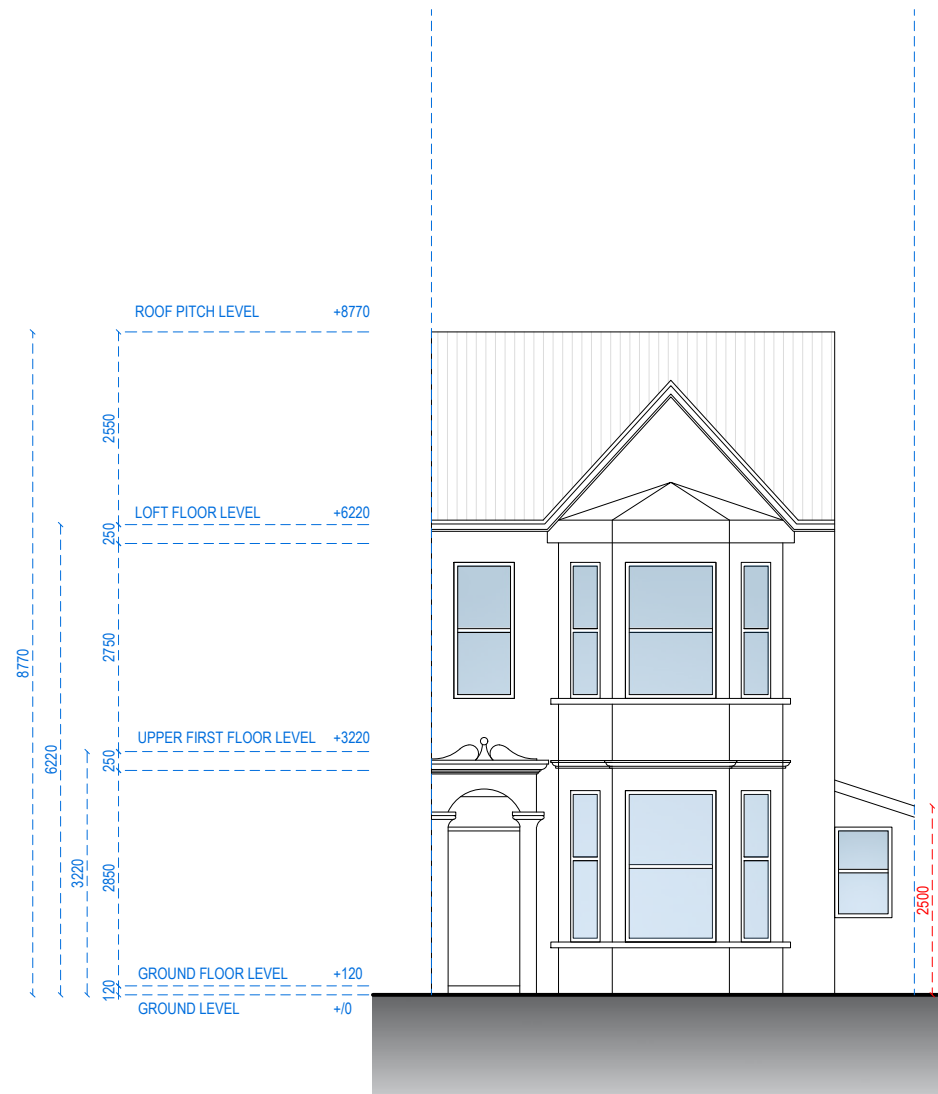 ROOF PITCH LEVEL +8770
2550
LOFT FLOOR LEVEL +6220
250
2750
8770
UPPER FIRST FLOOR LEVEL +3220
250
6220
3220
2850
2500
GROUND FLOOR LEVEL +120
120
GROUND LEVEL +/0